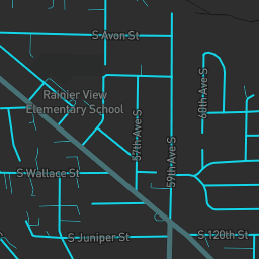 S Avon St
Rainier View
Elementary School
60th Ave S
57th Ave S
59th Ave S
S Wallace St
S Juniper St
S 120th St